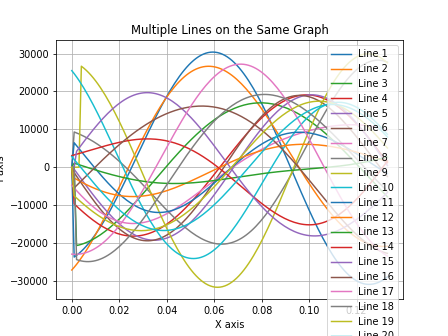 Multiple Lines on the Same Graph
30000
20000
10000
0
−10000
−20000
−30000
0.00 0.02 0.04 0.06 0.08 0.10
X axis
Line 1
Line 2
Line 3
Line 4
Line 5
Line 6
Line 7
Line 8
Line 9
Line 10
Line 11
Line 12
Line 13
Line 14
Line 15
Line 16
Line 17
Line 18
Line 19
Line 20